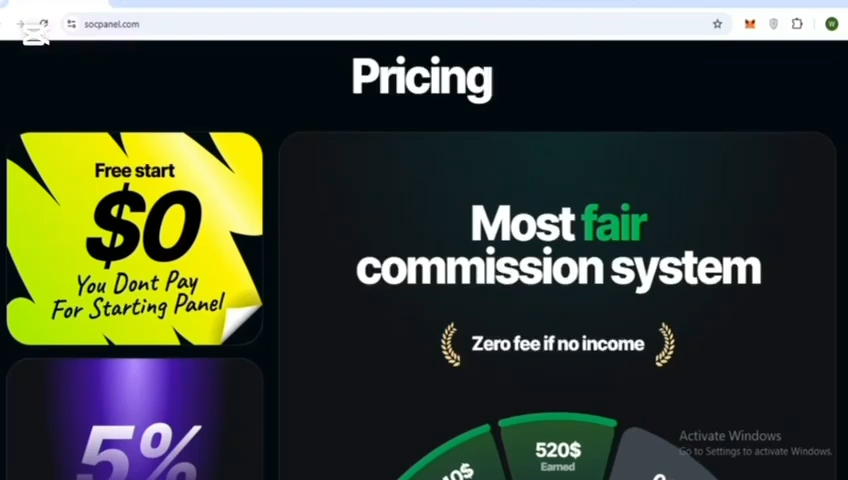 socpanel.com
W
Pricing
Free start
$0
You Dont Pay
For Starting Panel
Most fair
commission system
Zero fee if no income
5%
520$
Earned
Activate Windows
Go to Settings to activate Windows.